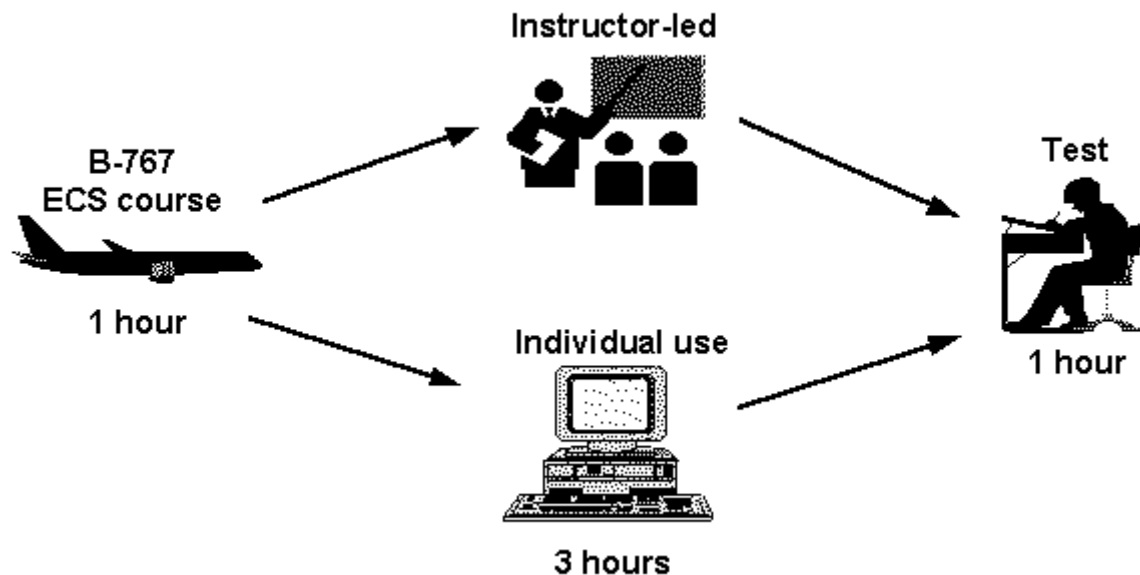 Instructor-led
B-767
ECS course
1 hour
Individual use
3 hours
Test
1 hour